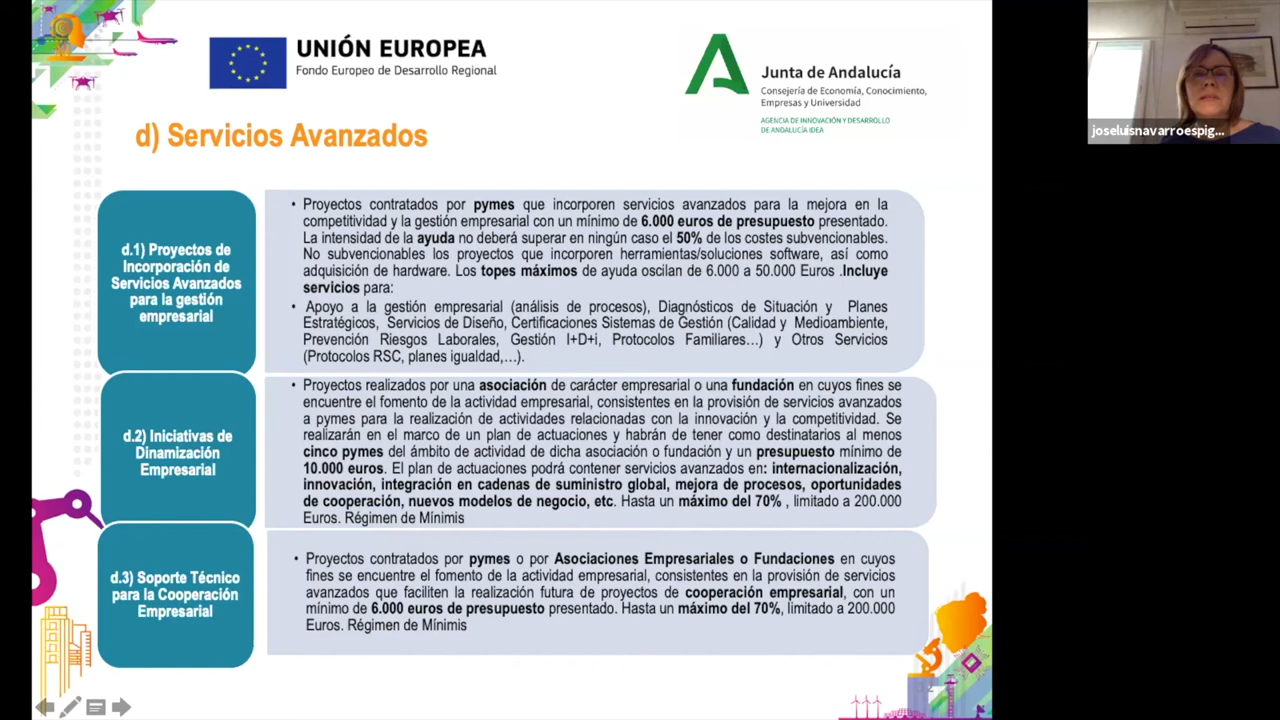 UNIÓN EUROPEA
Fondo Europeo de Desarrollo Regional
Junta de Andalucía
Consejería de Economía, Conocimiento,
Empresas y Universidad
AGENCIA DE INNOVACIÓN Y DESARROLLO
DE ANDALUCÍA IDEA
joseluisnavarroespig...
d) Servicios Avanzados
d.1) Proyectos de
Incorporación de
Servicios Avanzados
para la gestión
empresarial
• Proyectos contratados por pymes que incorporen servicios avanzados para la mejora en la
competitividad y la gestión empresarial con un mínimo de 6.000 euros de presupuesto presentado.
La intensidad de la ayuda no deberá superar en ningún caso el 50% de los costes subvencionables.
No subvencionables los proyectos que incorporen herramientas/soluciones software, así como
adquisición de hardware. Los topes máximos de ayuda oscilan de 6.000 a 50.000 Euros .Incluye
servicios para:
• Apoyo a la gestión empresarial (análisis de procesos), Diagnósticos de Situación y Planes
Estratégicos, Servicios de Diseño, Certificaciones Sistemas de Gestión (Calidad y Medioambiente,
Prevención Riesgos Laborales, Gestión I+D+i, Protocolos Familiares...) y Otros Servicios
(Protocolos RSC, planes igualdad,...).
d.2) Iniciativas de
Dinamización
Empresarial
• Proyectos realizados por una asociación de carácter empresarial o una fundación en cuyos fines se
encuentre el fomento de la actividad empresarial, consistentes en la provisión de servicios avanzados
a pymes para la realización de actividades relacionadas con la innovación y la competitividad. Se
realizarán en el marco de un plan de actuaciones y habrán de tener como destinatarios al menos
cinco pymes del ámbito de actividad de dicha asociación o fundación y un presupuesto mínimo de
10.000 euros. El plan de actuaciones podrá contener servicios avanzados en: internacionalización,
innovación, integración en cadenas de suministro global, mejora de procesos, oportunidades
de cooperación, nuevos modelos de negocio, etc. Hasta un máximo del 70% , limitado a 200.000
Euros. Régimen de Mínimis
d.3) Soporte Técnico
para la Cooperación
Empresarial
• Proyectos contratados por pymes o por Asociaciones Empresariales o Fundaciones en cuyos
fines se encuentre el fomento de la actividad empresarial, consistentes en la provisión de servicios
avanzados que faciliten la realización futura de proyectos de cooperación empresarial, con un
mínimo de 6.000 euros de presupuesto presentado. Hasta un máximo del 70%, limitado a 200.000
Euros. Régimen de Mínimis